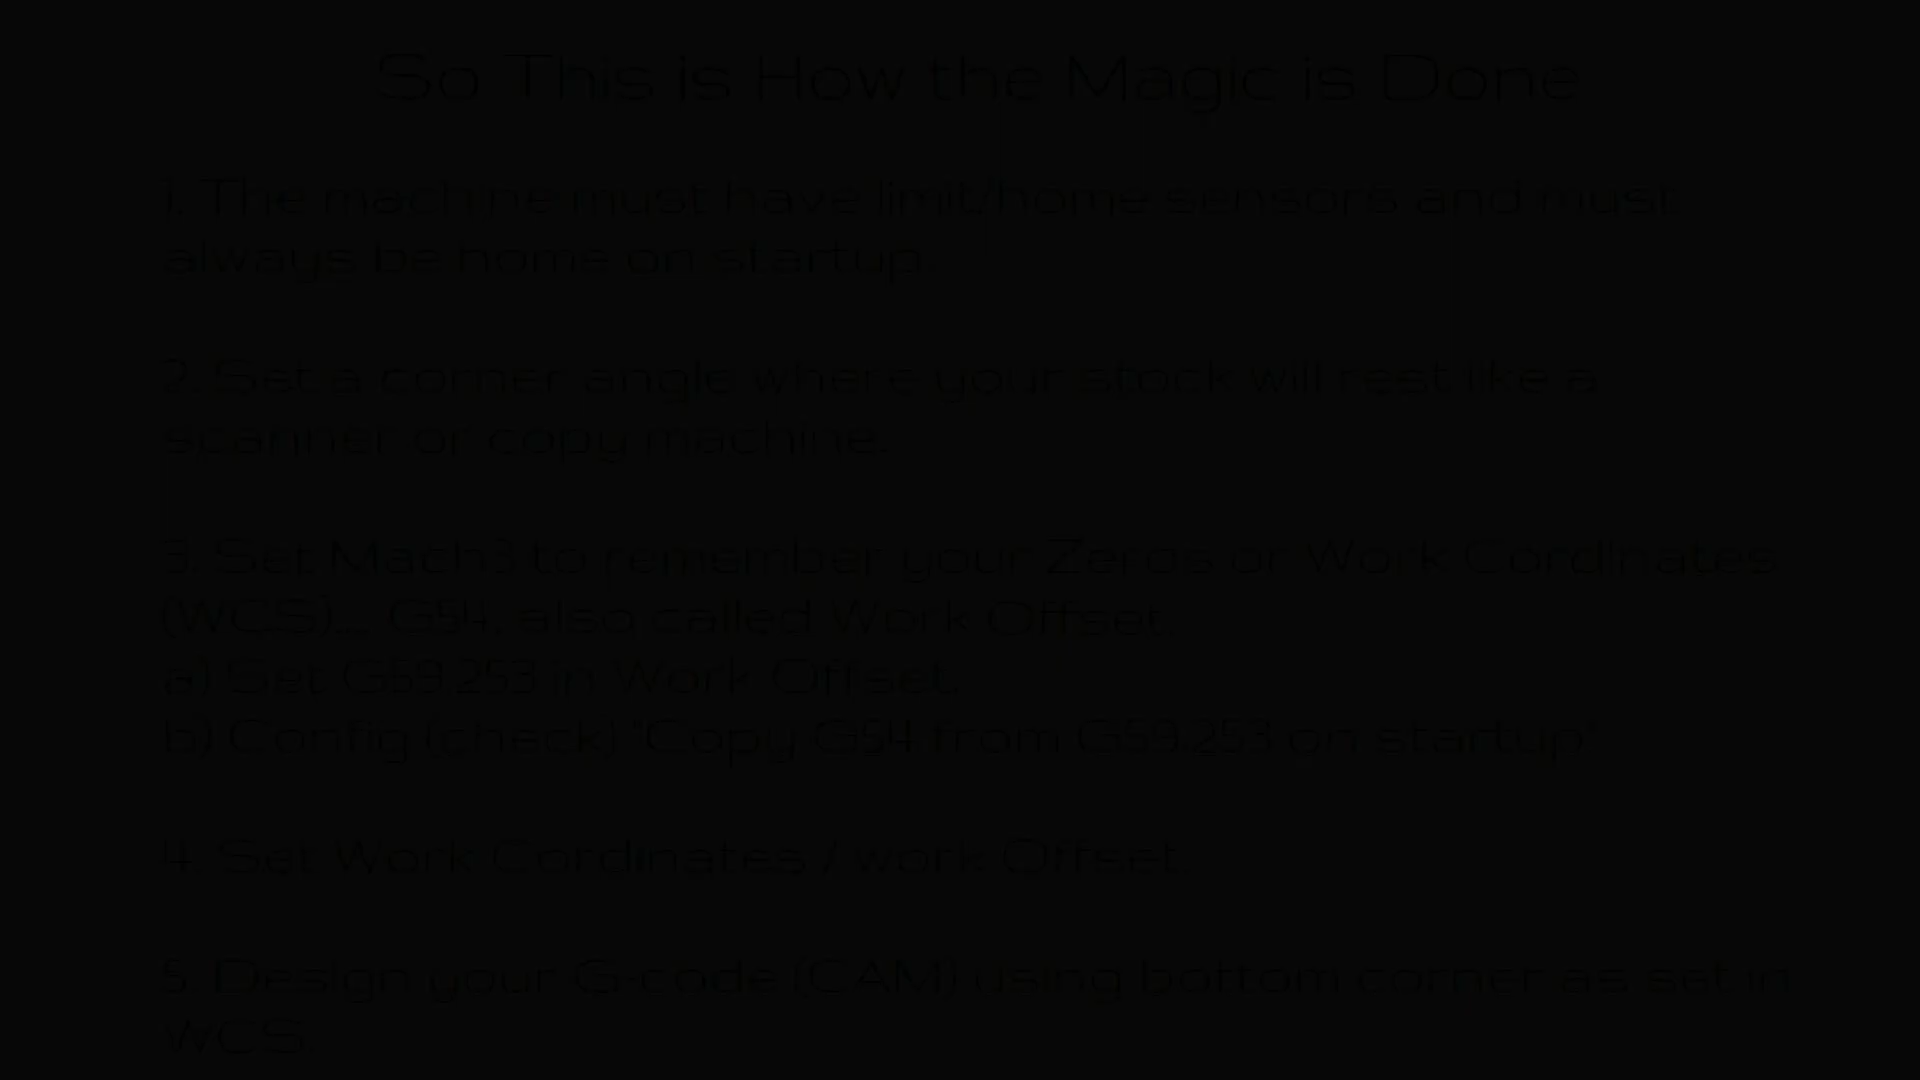 So This is How the Magic is Done
1. The machine must have limit/home sensors and must
always be home on startup.
2. Set a corner angle where your stock will rest like a
scanner or copy machine.
3. Set Mach3 to remember your Zeros or Work Cordinates
(WCS)... G54, also called Work Offset.
a) Set G59.253 in Work Offset.
b) Config (check) "Copy G54 from G59.253 on startup"
4. Set Work Cordinates / work Offset.
5. Design your G-code (CAM) using bottom corner as set in
WCS